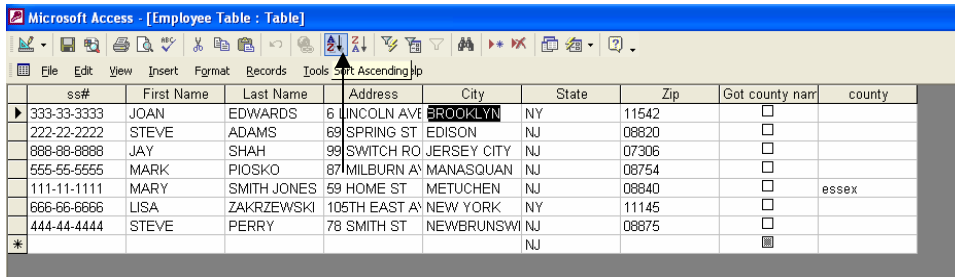 Microsoft Access - [Employee Table : Table]
File Edit View Insert Format Records Tools Sort Ascending lp
ss# First Name Last Name Address City State Zip Got county nam county
333-33-3333 JOAN EDWARDS 6 LINCOLN AVE BROOKLYN NY 11542
222-22-2222 STEVE ADAMS 69 SPRING ST EDISON NJ 08820
888-88-8888 JAY SHAH 99 SWITCH RO JERSEY CITY NJ 07306
555-55-5555 MARK PIOSKO 87 MILBURN A MANASQUAN NJ 08754
111-11-1111 MARY SMITH JONES 59 HOME ST METUCHEN NJ 08840 essex
666-66-6666 LISA ZAKRZEWSKI 105TH EAST A NEW YORK NY 11145
444-44-4444 STEVE PERRY 78 SMITH ST NEWBRUNSWI NJ 08875
NJ